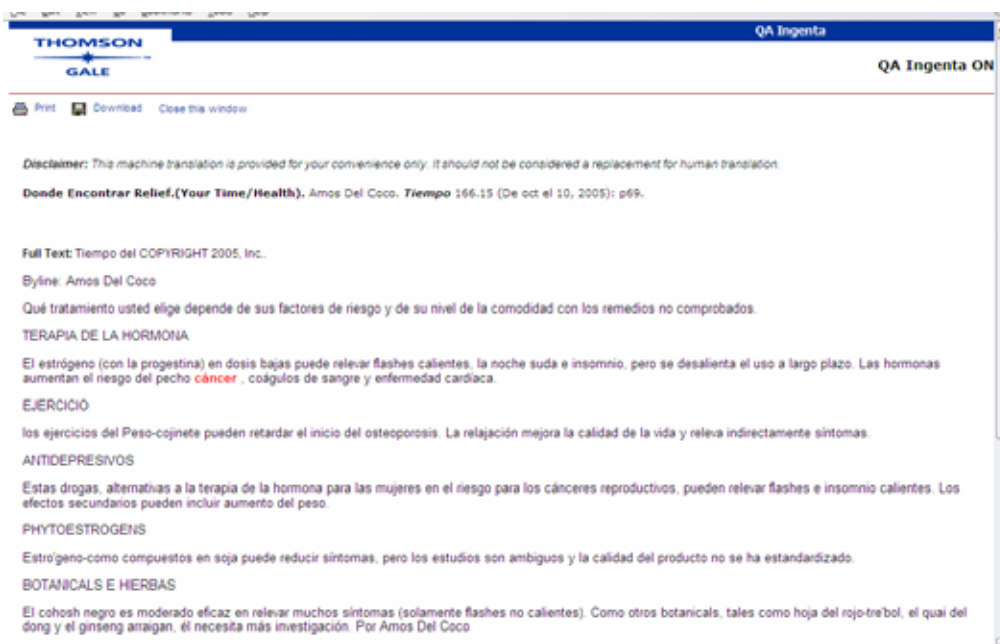 QA Ingenta
THOMSON
GALE
QA Ingenta ON
Print Download Close this window
Disclaimer: This machine translation is provided for your convenience only. It should not be considered a replacement for human translation.
Donde Encontrar Relief.(Your Time/Health). Amos Del Coco. Tiempo 166.15 (De oct el 10, 2005): p69.
Full Text: Tiempo del COPYRIGHT 2005, Inc..
Byline: Amos Del Coco
Qué tratamiento usted elige depende de sus factores de riesgo y de su nivel de la comodidad con los remedios no comprobados.
TERAPIA DE LA HORMONA
El estrógeno (con la progestina) en dosis bajas puede relevar flashes calientes, la noche suda e insomnio, pero se desalienta el uso a largo plazo. Las hormonas
aumentan el riesgo del pecho cáncer , coágulos de sangre y enfermedad cardíaca.
EJERCICIO
los ejercicios del Peso-cojinete pueden retardar el inicio del osteoporosis. La relajación mejora la calidad de la vida y releva indirectamente síntomas.
ANTIDEPRESIVOS
Estas drogas, alternativas a la terapia de la hormona para las mujeres en el riesgo para los cánceres reproductivos, pueden relevar flashes e insomnio calientes. Los
efectos secundarios pueden incluir aumento del peso.
PHYTOESTROGENS
Estro'geno-como compuestos en soja puede reducir síntomas, pero los estudios son ambiguos y la calidad del producto no se ha estandardizado.
BOTANICALS E HIERBAS
El cohosh negro es moderado eficaz en relevar muchos síntomas (solamente flashes no calientes). Como otros botanicals, tales como hoja del rojo-tre'bol, el quai del
dong y el ginseng arraigan, él necesita más investigación. Por Amos Del Coco